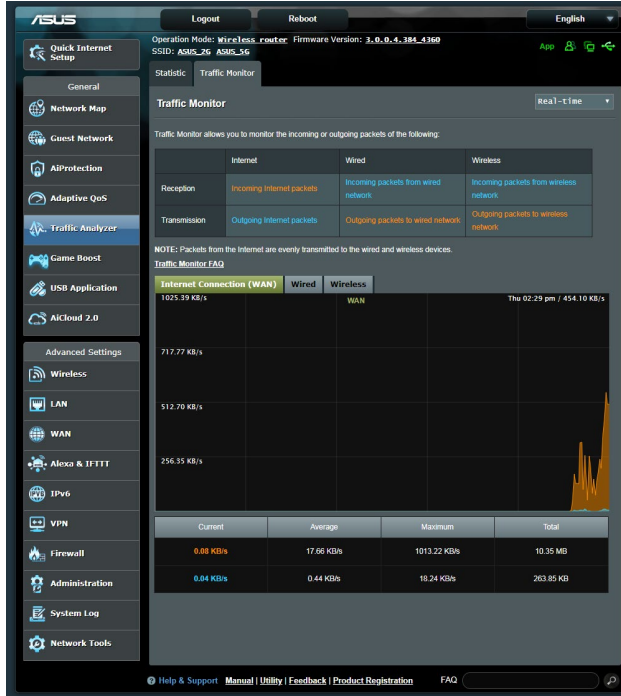 ASUS
Logout
Reboot
English
Quick Internet
Setup
Operation Mode: Wireless router Firmware Version: 3.0.0.4.384_4360
SSID: ASUS_2G ASUS_5G
App
General
Network Map
Guest Network
AiProtection
Adaptive QoS
Traffic Analyzer
Game Boost
USB Application
AiCloud 2.0
Advanced Settings
Wireless
LAN
WAN
Alexa & IFTTT
IPv6
VPN
Firewall
Administration
System Log
Network Tools
Statistic
Traffic Monitor
Traffic Monitor
Real-time
Traffic Monitor allows you to monitor the incoming or outgoing packets of the following:
Internet
Wired
Wireless
Reception
Incoming Internet packets
Incoming packets from wired
network
Incoming packets from wireless
network
Transmission
Outgoing Internet packets
Outgoing packets to wired network
Outgoing packets to wireless
network
NOTE: Packets from the Internet are evenly transmitted to the wired and wireless devices.
Traffic Monitor FAQ
Internet Connection (WAN)
Wired
Wireless
1025.39 KB/s
WAN
Thu 02:29 pm / 454.10 KB/s
717.77 KB/s
512.70 KB/s
256.35 KB/s
Current
Average
Maximum
Total
0.08 KB/s
17.66 KB/s
1013.22 KB/s
10.35 MB
0.04 KB/s
0.44 KB/s
18.24 KB/s
263.85 KB
Help & Support
Manual | Utility | Feedback | Product Registration
FAQ